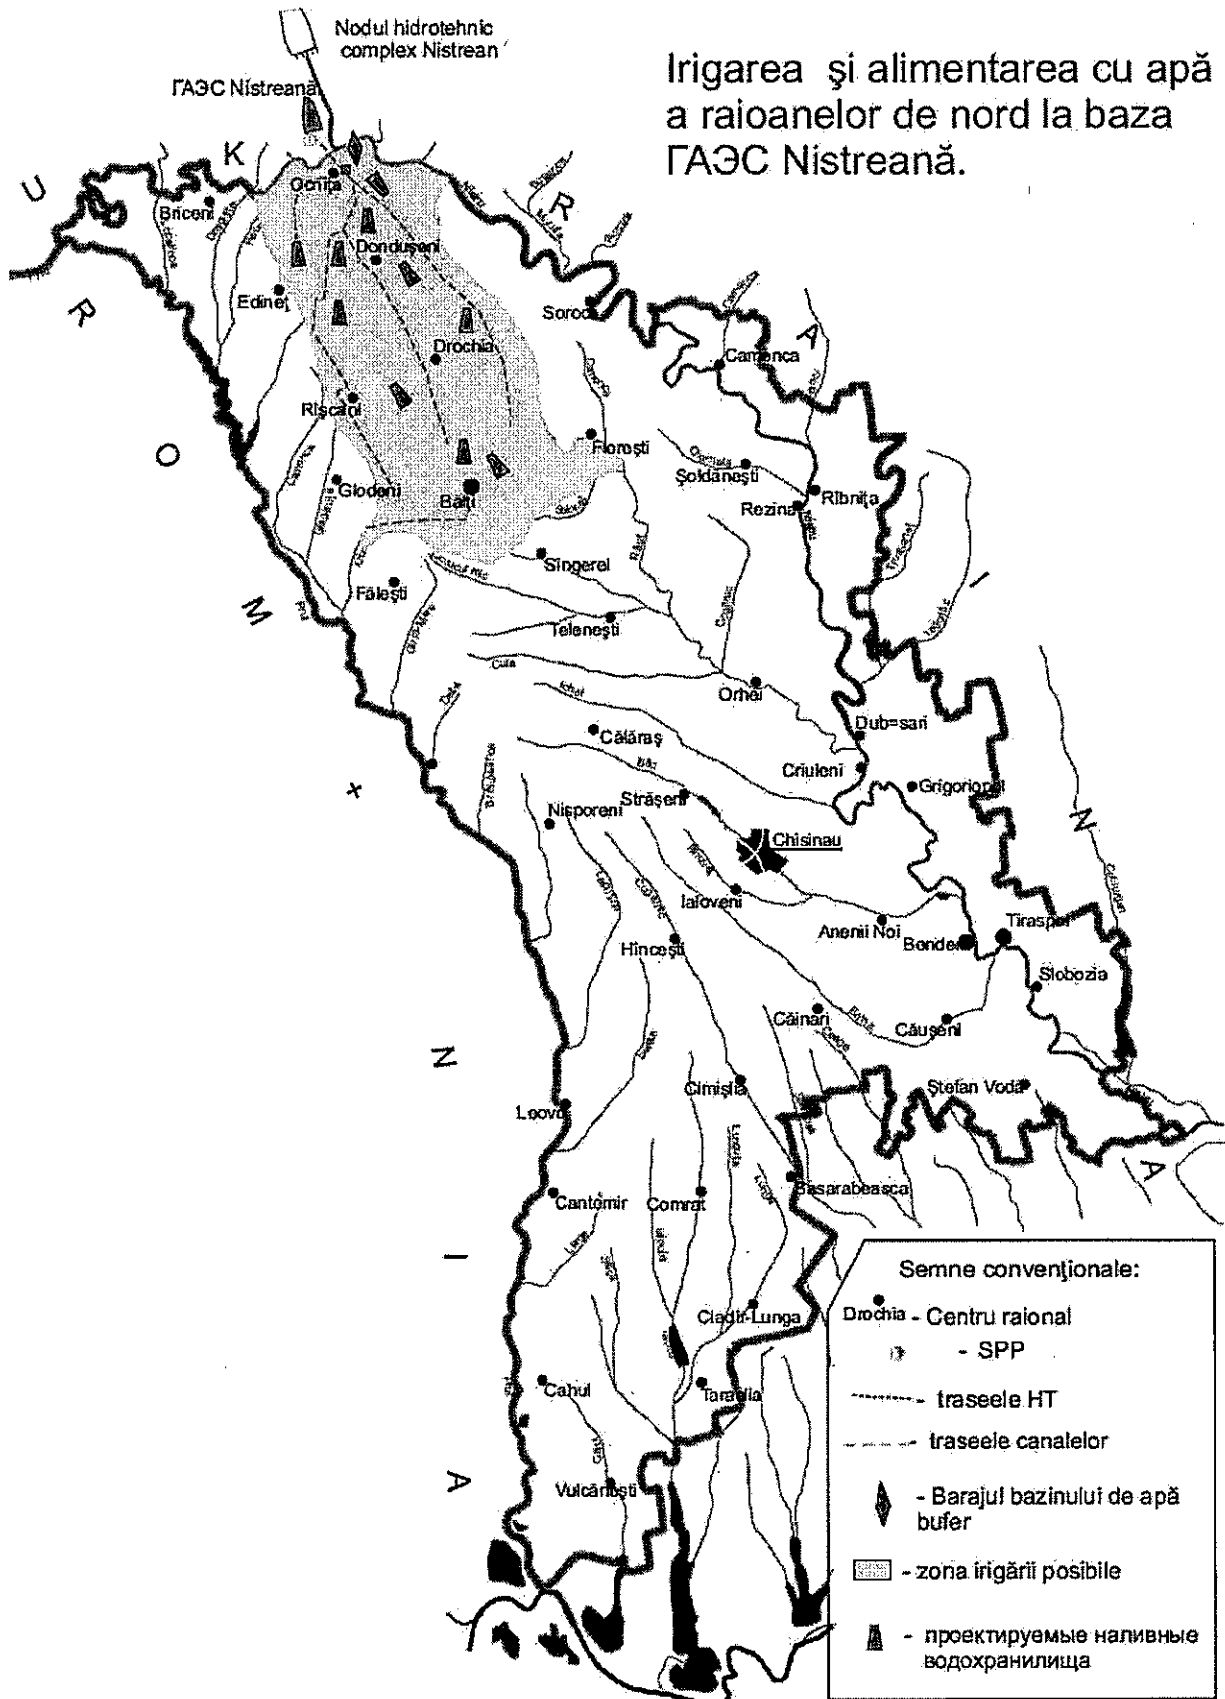 Nodul hidrotehnic
complex Nistrean
Irigarea şi alimentarea cu apă
a raioanelor de nord la baza
ГАЭС Nistreană.
ГАЭС Nistreană
U
K
R
A
I
N
A
R
O
M
+
N
I
A
Ocniţa
Briceni
Donduşeni
Edineţ
Soroca
Drochia
Camenca
Rîşcani
Floreşti
Şoldăneşti
Glodeni
Rîbniţa
Bălţi
Rezina
Sîngerei
Făleşti
Teleneşti
Cula
Ichel
Orhei
Dub=sari
Călăraş
Criuleni
Bîc
Străşeni
Grigoriopol
Nisporeni
Chisinau
Ialoveni
Anenii Noi
Bender
Tiraspol
Hînceşti
Slobozia
Căinari
Căuşeni
Cimişlia
Ştefan Vodă
Leova
Basarabeasca
Cantemir
Comrat
Ciadîr-Lunga
Cahul
Taraclia
Vulcăneşti
Semne convenţionale:
Drochia - Centru raional
- SPP
- traseele HT
- traseele canalelor
- Barajul bazinului de apă
bufer
- zona irigării posibile
- проектируемые наливные
водохранилища